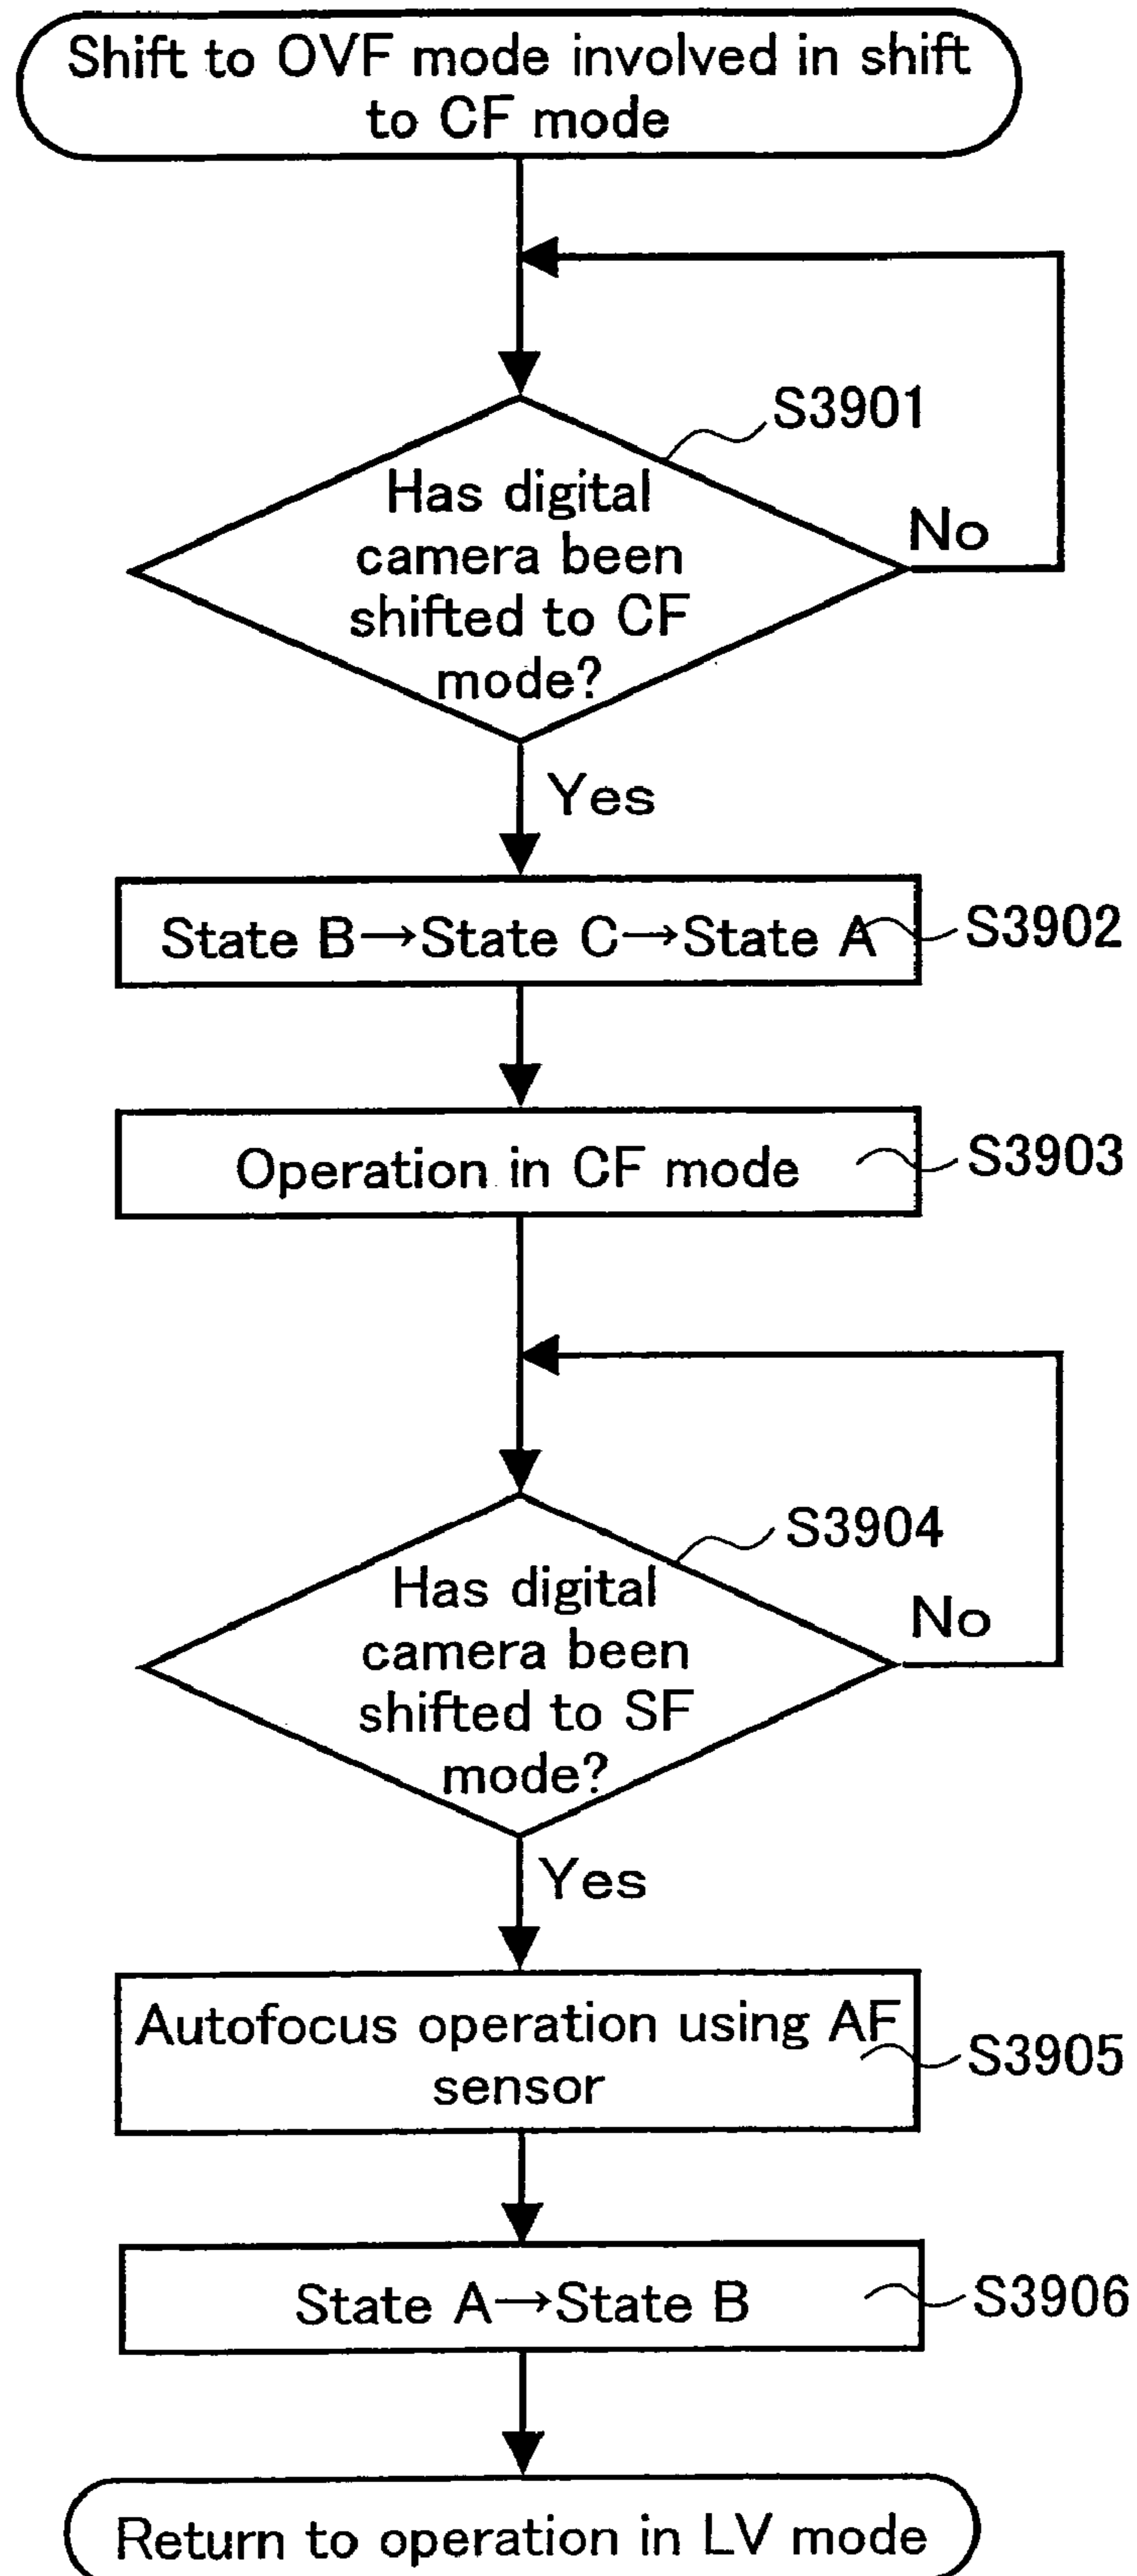 Shift to OVF mode involved in shift
to CF mode
S3901
Has digital
camera been
shifted to CF
mode?
No
Yes
State B→State C→State A
S3902
Operation in CF mode
S3903
S3904
Has digital
camera been
shifted to SF
mode?
No
Yes
Autofocus operation using AF
sensor
S3905
State A→State B
S3906
Return to operation in LV mode